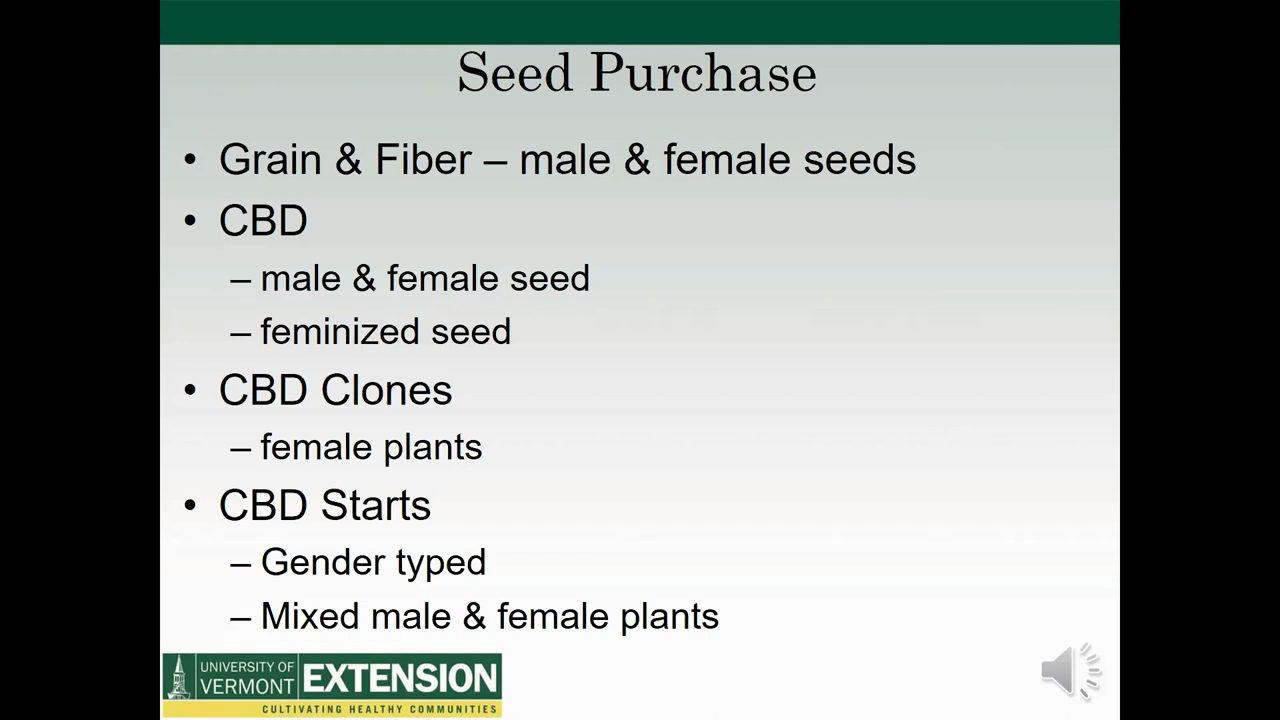 Seed Purchase
• Grain & Fiber – male & female seeds
• CBD
– male & female seed
– feminized seed
• CBD Clones
– female plants
• CBD Starts
– Gender typed
– Mixed male & female plants
UNIVERSITY OF
VERMONT
EXTENSION
CULTIVATING HEALTHY COMMUNITIES